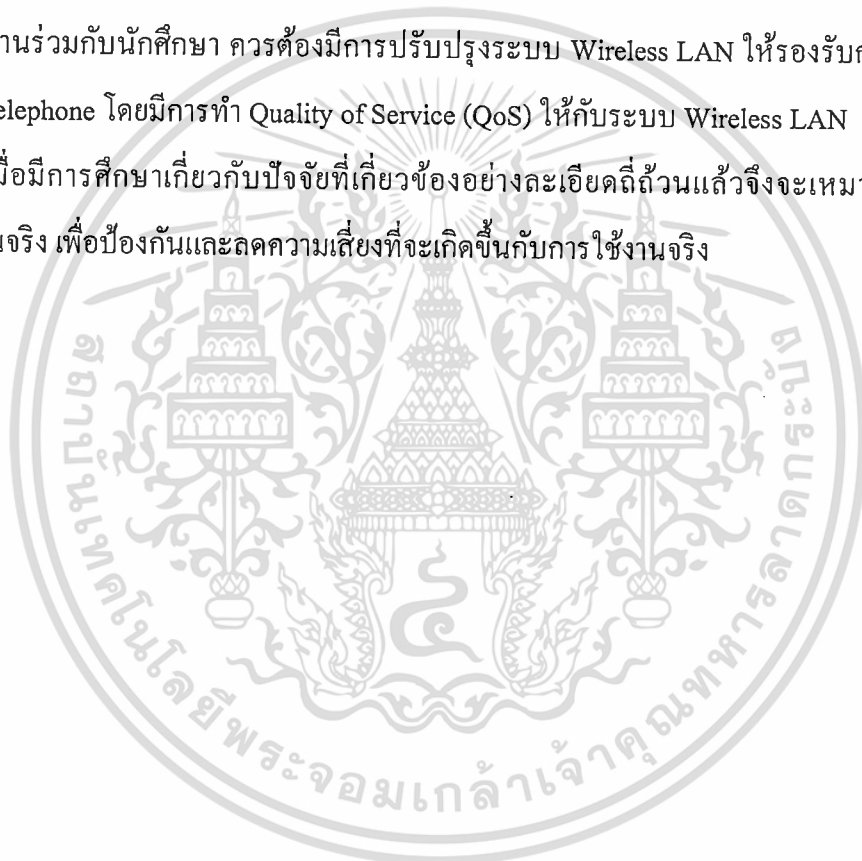 านร่วมกับนักศึกษา ควรต้องมีการปรับปรุงระบบ Wireless LAN ให้รองรับก
elephone โดยมีการทำ Quality of Service (QoS) ให้กับระบบ Wireless LAN
มื่อมีการศึกษาเกี่ยวกับปัจจัยที่เกี่ยวข้องอย่างละเอียดถี่ถ้วนแล้วจึงจะเหมา
นจริง เพื่อป้องกันและลดความเสี่ยงที่จะเกิดขึ้นกับการใช้งานจริง
สถาบันเทคโนโลยีพระจอมเกล้าเจ้าคุณทหารลาดกระบัง